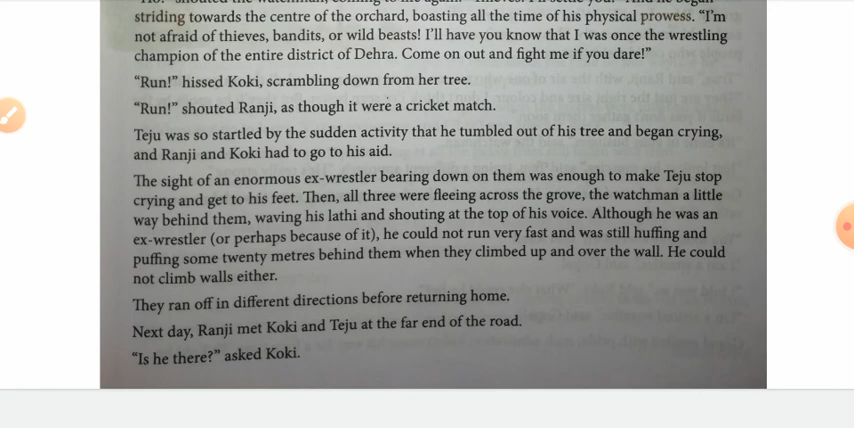 striding towards the centre of the orchard, boasting all the time of his physical prowess. “I’m
not afraid of thieves, bandits, or wild beasts! I’ll have you know that I was once the wrestling
champion of the entire district of Dehra. Come on out and fight me if you dare!”
“Run!” hissed Koki, scrambling down from her tree.
“Run!” shouted Ranji, as though it were a cricket match.
Teju was so startled by the sudden activity that he tumbled out of his tree and began crying,
and Ranji and Koki had to go to his aid.
The sight of an enormous ex-wrestler bearing down on them was enough to make Teju stop
crying and get to his feet. Then, all three were fleeing across the grove, the watchman a little
way behind them, waving his lathi and shouting at the top of his voice. Although he was an
ex-wrestler (or perhaps because of it), he could not run very fast and was still huffing and
puffing some twenty metres behind them when they climbed up and over the wall. He could
not climb walls either.
They ran off in different directions before returning home.
Next day, Ranji met Koki and Teju at the far end of the road.
“Is he there?” asked Koki.